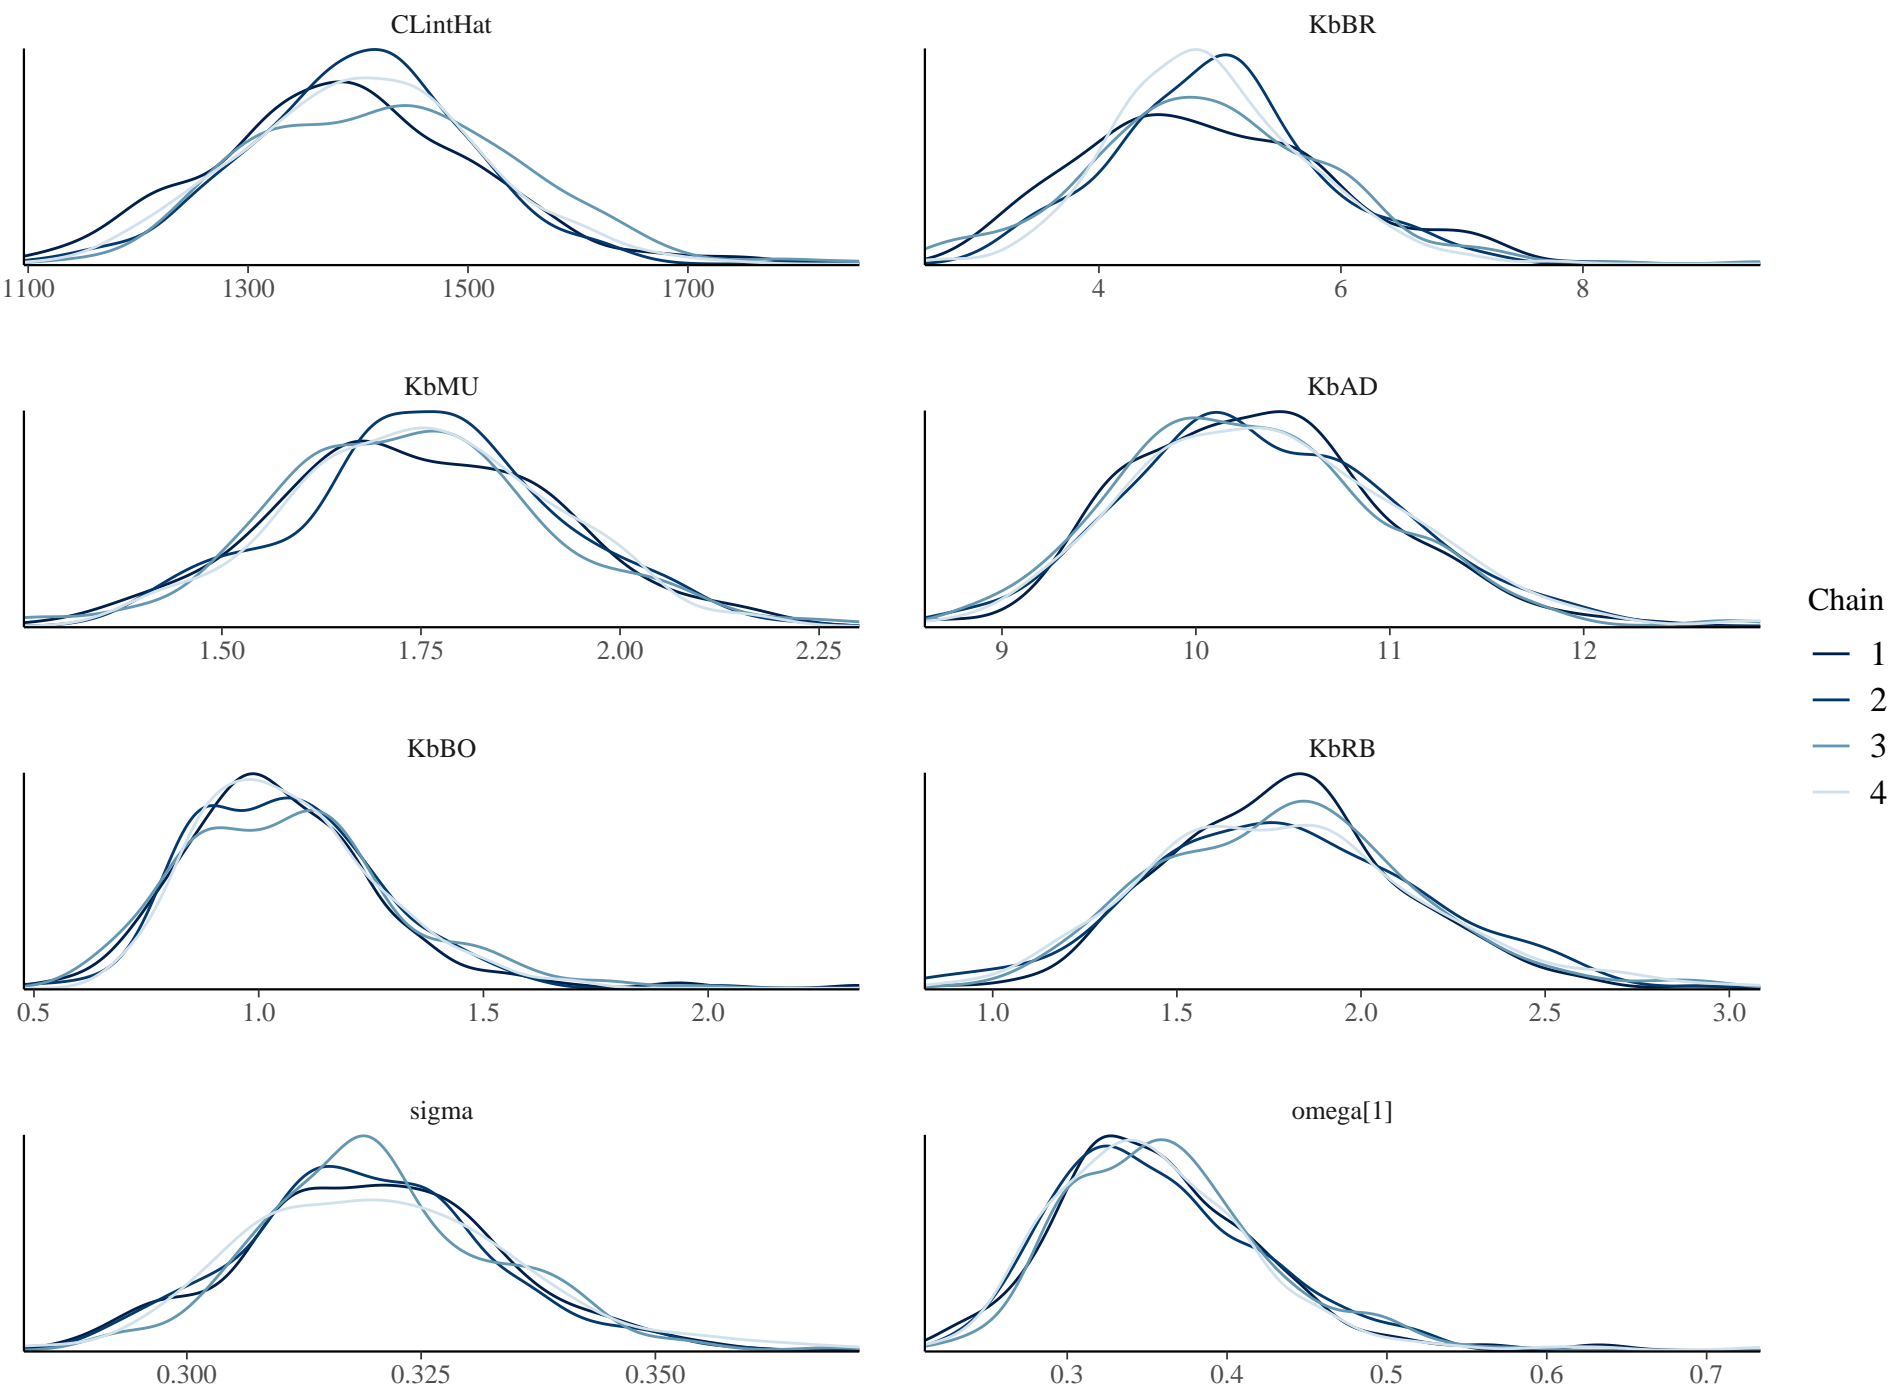 CLintHat
KbBR
1100 1300 1500 1700
4 6 8
KbMU
KbAD
1.50 1.75 2.00 2.25
9 10 11 12
Chain
1
2
3
4
KbBO
KbRB
0.5 1.0 1.5 2.0
1.0 1.5 2.0 2.5 3.0
sigma
omega[1]
0.300 0.325 0.350
0.3 0.4 0.5 0.6 0.7